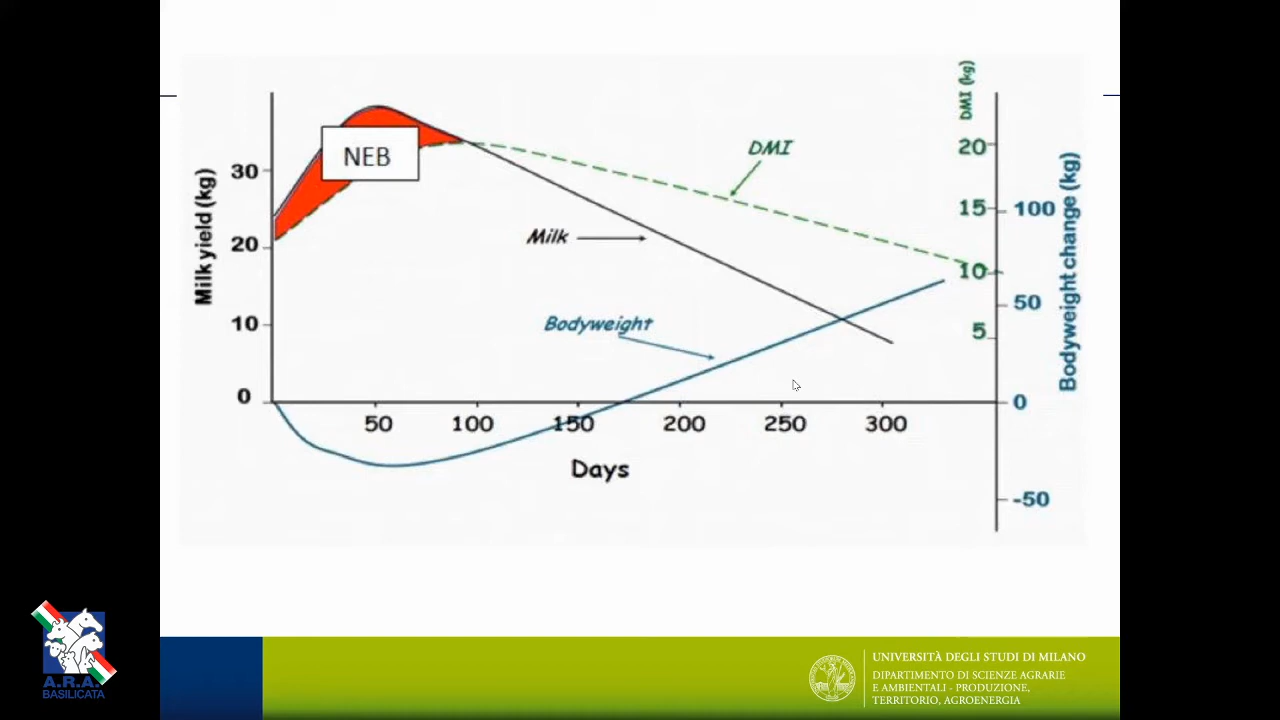 DMI (kg)
NEB
DMI
30
20
Milk yield (kg)
15
100
Bodyweight change (kg)
20
Milk
10
50
10
Bodyweight
5
0
0
50
100
150
200
250
300
Days
-50
A.R.A.
BASILICATA
UNIVERSITÀ DEGLI STUDI DI MILANO
DIPARTIMENTO DI SCIENZE AGRARIE
E AMBIENTALI - PRODUZIONE,
TERRITORIO, AGROENERGIA